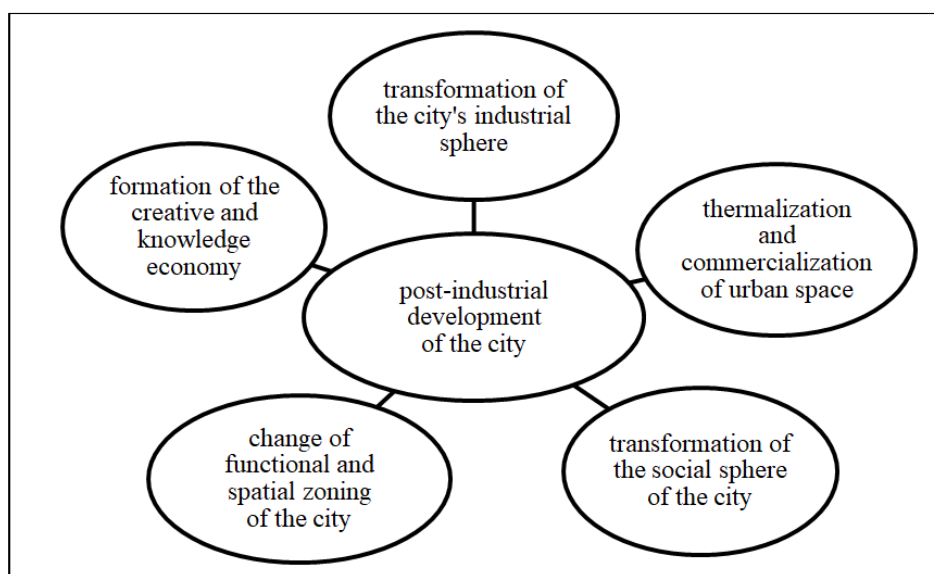 transformation of
the city's industrial
sphere
formation of the
creative and
knowledge
economy
thermalization
and
commercialization
of urban space
post-industrial
development
of the city
change of
functional and
spatial zoning
of the city
transformation of
the social sphere
of the city